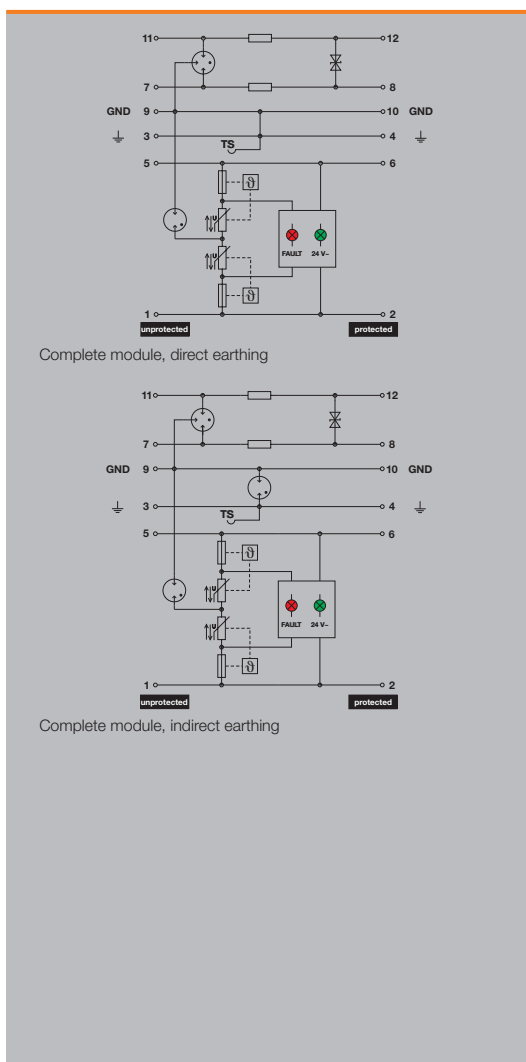 11 12
7 8
GND 9 10 GND
3 4
TS
5 6
ϑ
U
U
FAULT 24 V~
ϑ
1 2
unprotected protected
Complete module, direct earthing
11 12
7 8
GND 9 10 GND
3 4
TS
5 6
ϑ
U
U
FAULT 24 V~
ϑ
1 2
unprotected protected
Complete module, indirect earthing